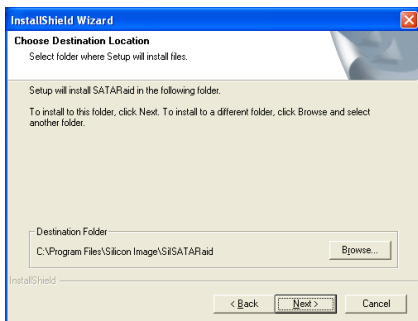 InstallShield Wizard
Choose Destination Location
Select folder where Setup will install files.
Setup will install SATARaid in the following folder.
To install to this folder, click Next. To install to a different folder, click Browse and select
another folder.
Destination Folder
C:\Program Files\Silicon Image\SilSATARaid
Browse...
InstallShield
< Back
Next >
Cancel